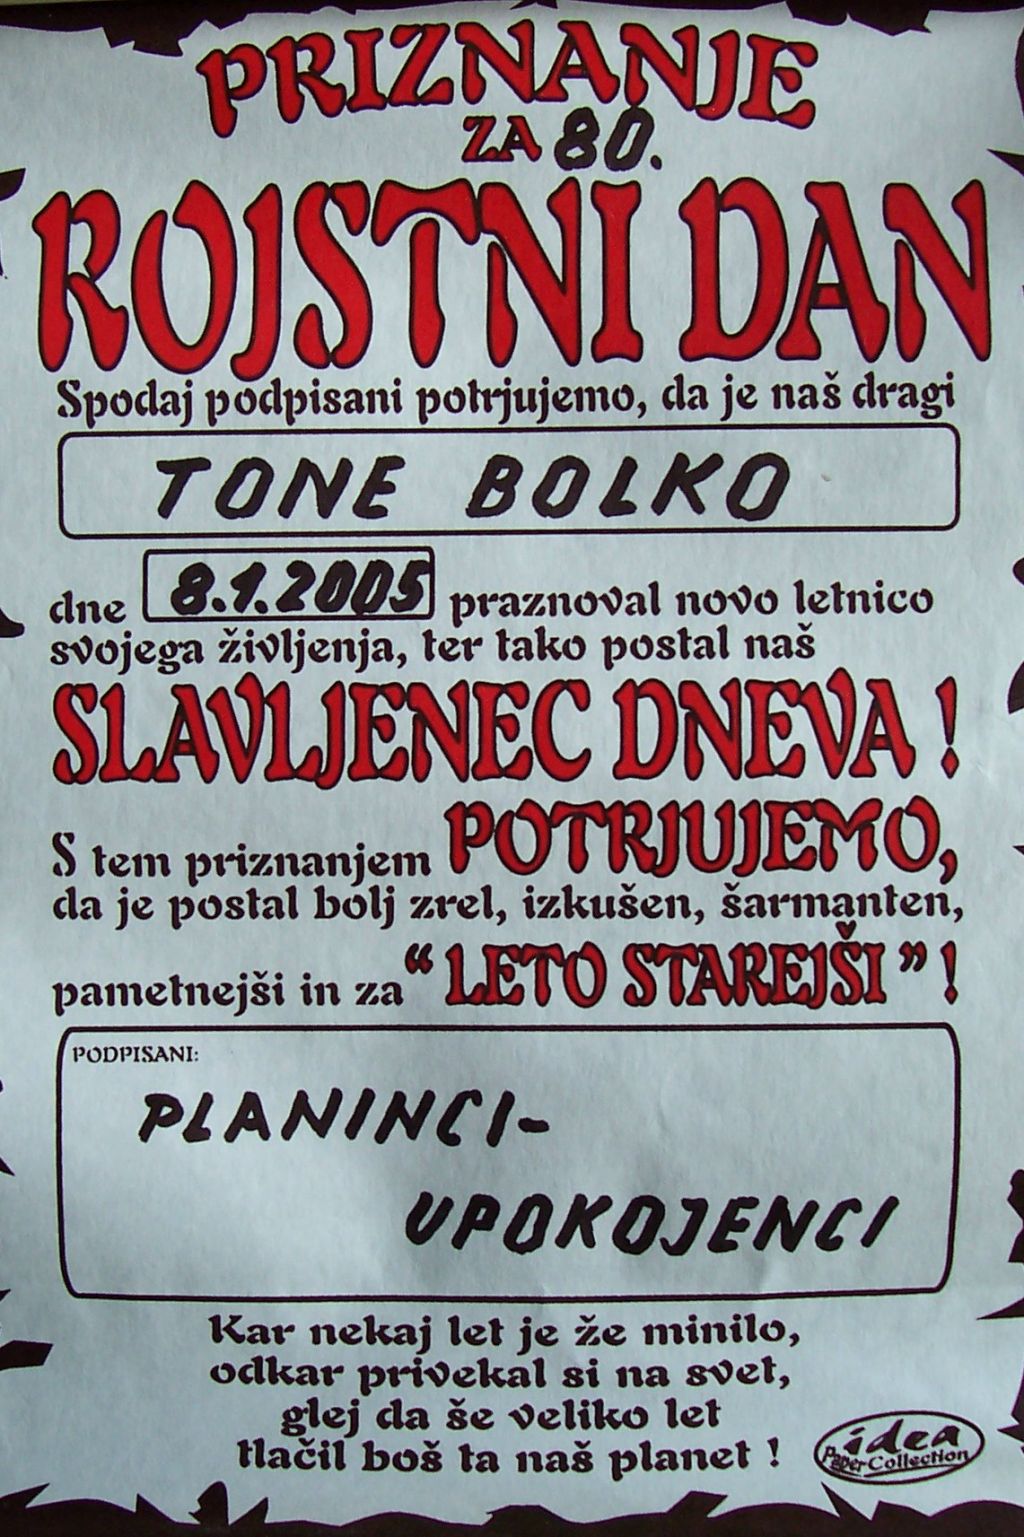 PRIZNANJE
ZA 80.
ROJSTNI DAN
Spodaj podpisani potrjujemo, da je naš dragi
TONE BOLKO
dne 8.1.2005 praznoval novo letnico
svojega življenja, ter tako postal naš
SLAVLJENEC DNEVA !
S tem priznanjem POTRJUJEMO,
da je postal bolj zrel, izkušen, šarmanten,
pametnejši in za “ LETO STAREJŠI ” !
PODPISANI:
PLANINCI-
UPOKOJENCI
Kar nekaj let je že minilo,
odkar privekal si na svet,
glej da še veliko let
tlačil boš ta naš planet !
idea
Paper Collection